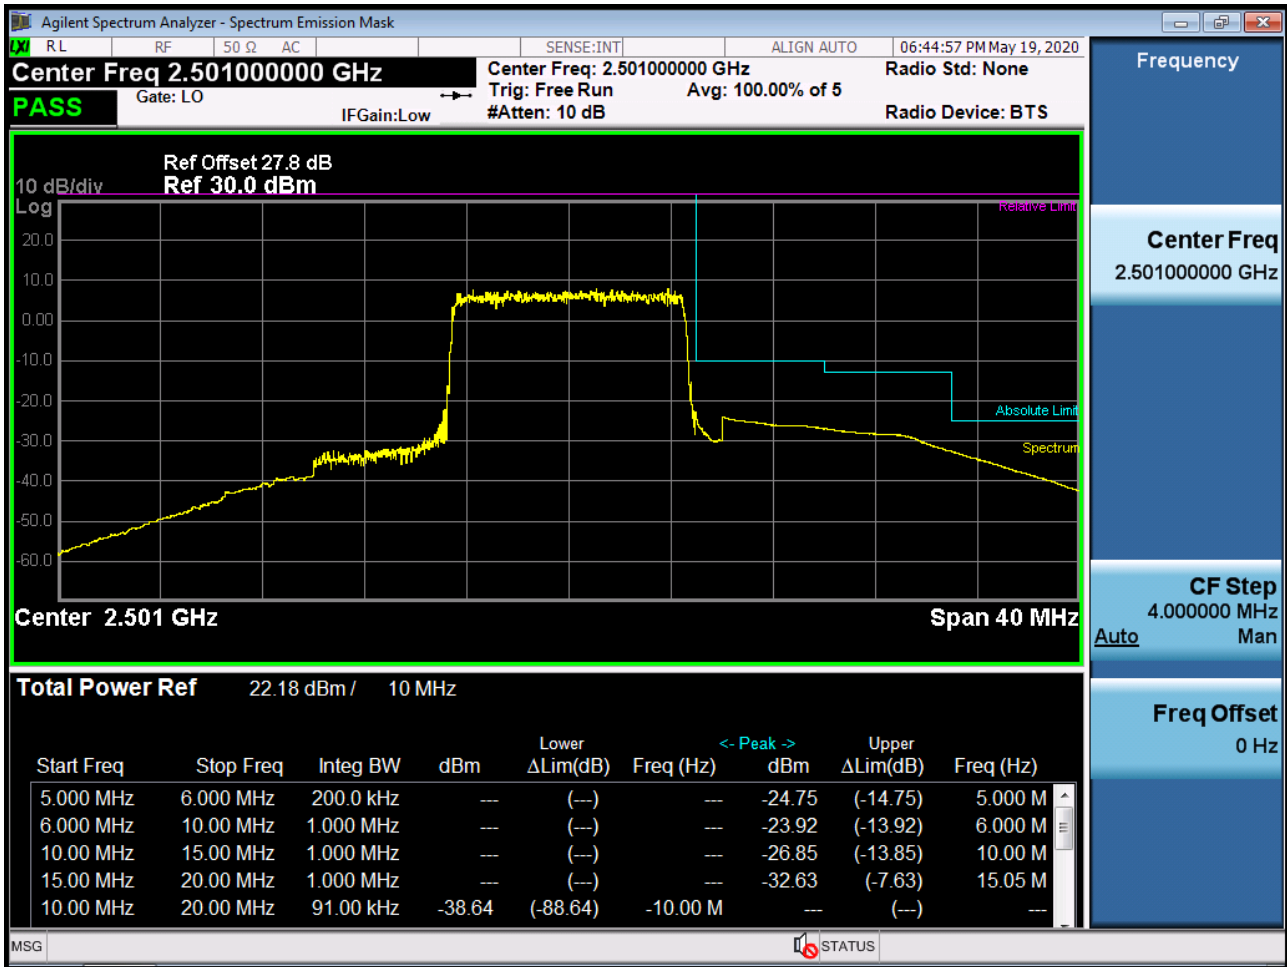 Agilent Spectrum Analyzer - Spectrum Emission Mask
LXI RL RF 50 Ω AC SENSE:INT ALIGN AUTO 06:44:57 PM May 19, 2020
Center Freq 2.501000000 GHz Center Freq: 2.501000000 GHz Radio Std: None
PASS Gate: LO Trig: Free Run Avg: 100.00% of 5
IFGain:Low #Atten: 10 dB Radio Device: BTS
Ref Offset 27.8 dB
10 dB/div Ref 30.0 dBm
Log
Relative Limit
20.0
10.0
0.00
-10.0
-20.0
Absolute Limit
-30.0
Spectrum
-40.0
-50.0
-60.0
Center 2.501 GHz Span 40 MHz
Total Power Ref 22.18 dBm / 10 MHz
Lower <- Peak -> Upper
Start Freq Stop Freq Integ BW dBm ΔLim(dB) Freq (Hz) dBm ΔLim(dB) Freq (Hz)
5.000 MHz 6.000 MHz 200.0 kHz --- (---) --- -24.75 (-14.75) 5.000 M
6.000 MHz 10.00 MHz 1.000 MHz --- (---) --- -23.92 (-13.92) 6.000 M
10.00 MHz 15.00 MHz 1.000 MHz --- (---) --- -26.85 (-13.85) 10.00 M
15.00 MHz 20.00 MHz 1.000 MHz --- (---) --- -32.63 (-7.63) 15.05 M
10.00 MHz 20.00 MHz 91.00 kHz -38.64 (-88.64) -10.00 M --- (---) ---
MSG STATUS
Frequency
Center Freq
2.501000000 GHz
CF Step
4.000000 MHz
Auto Man
Freq Offset
0 Hz